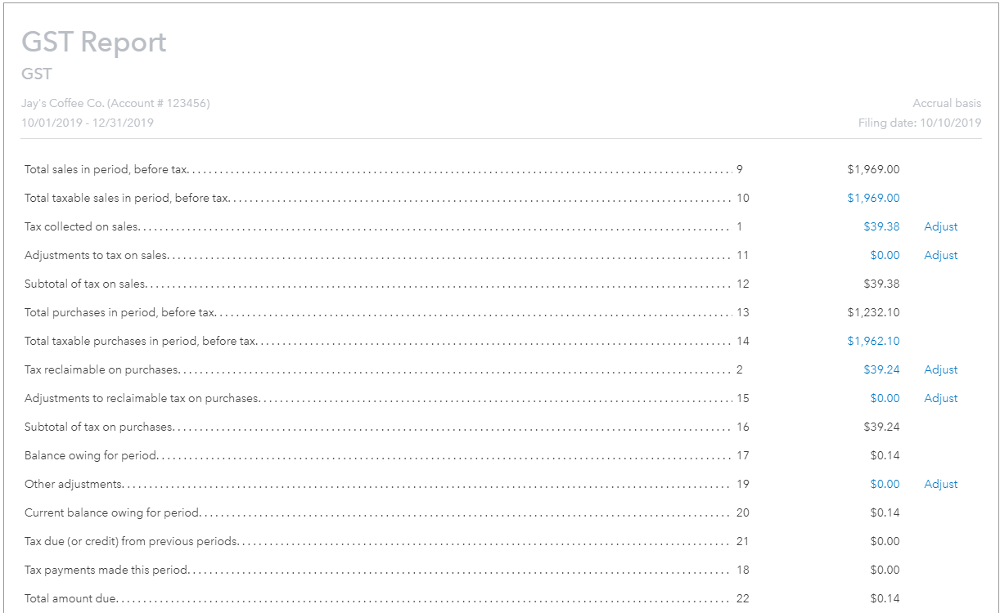 GST Report
GST
Jay's Coffee Co. (Account # 123456) Accrual basis
10/01/2019 - 12/31/2019 Filing date: 10/10/2019
Total sales in period, before tax. 9 $1,969.00
Total taxable sales in period, before tax. 10 $1,969.00
Tax collected on sales. 1 $39.38 Adjust
Adjustments to tax on sales. 11 $0.00 Adjust
Subtotal of tax on sales. 12 $39.38
Total purchases in period, before tax. 13 $1,232.10
Total taxable purchases in period, before tax. 14 $1,962.10
Tax reclaimable on purchases. 2 $39.24 Adjust
Adjustments to reclaimable tax on purchases. 15 $0.00 Adjust
Subtotal of tax on purchases. 16 $39.24
Balance owing for period. 17 $0.14
Other adjustments. 19 $0.00 Adjust
Current balance owing for period. 20 $0.14
Tax due (or credit) from previous periods. 21 $0.00
Tax payments made this period. 18 $0.00
Total amount due. 22 $0.14